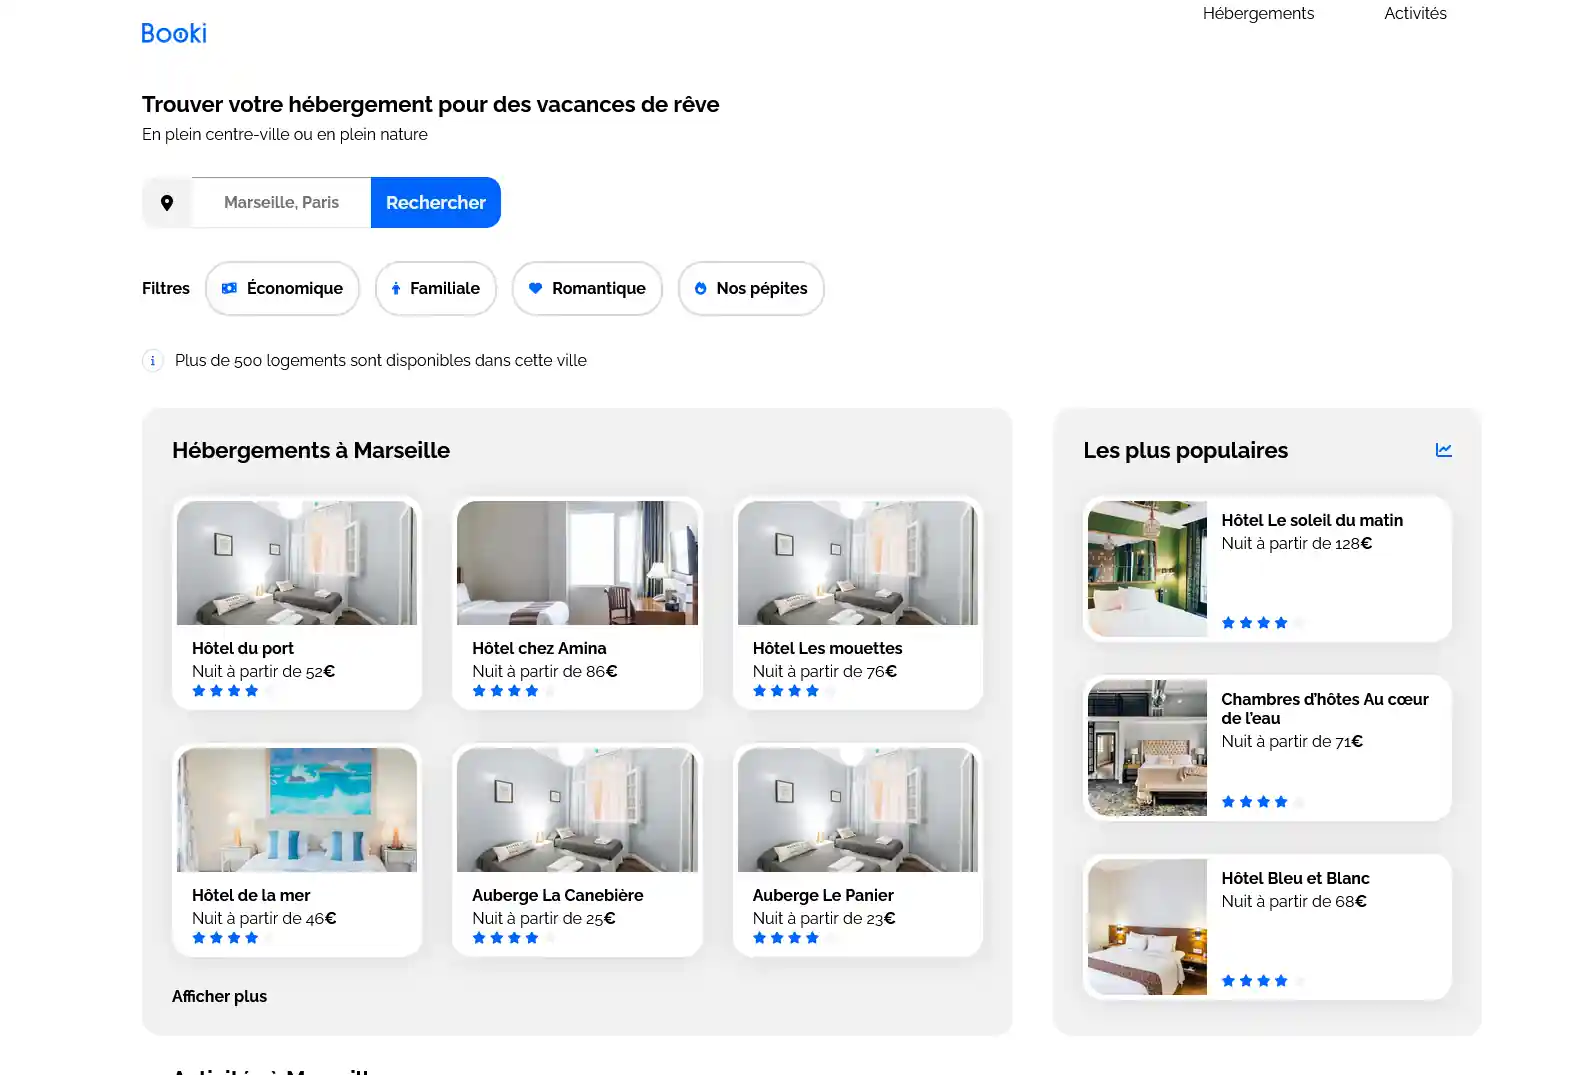 Booki
Hébergements
Activités
Trouver votre hébergement pour des vacances de rêve
En plein centre-ville ou en plein nature
Marseille, Paris
Rechercher
Filtres
Économique
Familiale
Romantique
Nos pépites
Plus de 500 logements sont disponibles dans cette ville
Hébergements à Marseille
Hôtel du port
Nuit à partir de 52€
Hôtel chez Amina
Nuit à partir de 86€
Hôtel Les mouettes
Nuit à partir de 76€
Hôtel de la mer
Nuit à partir de 46€
Auberge La Canebière
Nuit à partir de 25€
Auberge Le Panier
Nuit à partir de 23€
Afficher plus
Les plus populaires
Hôtel Le soleil du matin
Nuit à partir de 128€
Chambres d’hôtes Au cœur
de l’eau
Nuit à partir de 71€
Hôtel Bleu et Blanc
Nuit à partir de 68€